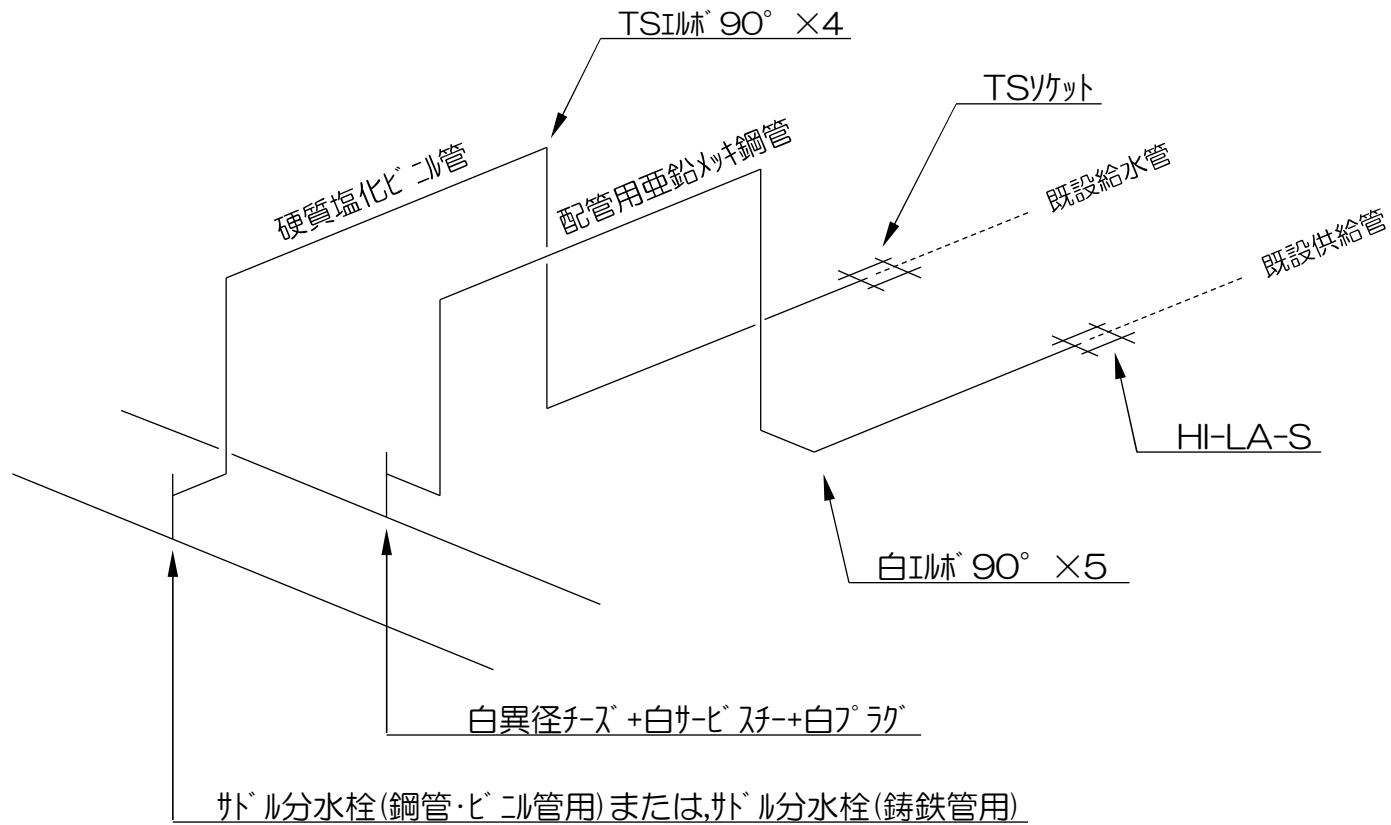 TSｴﾙﾎﾞ90° ×4
TSｿｹｯﾄ
硬質塩化ﾋﾞﾆﾙ管
配管用亜鉛ﾒｯｷ鋼管
既設給水管
既設供給管
HI-LA-S
白ｴﾙﾎﾞ90° ×5
白異径ﾁｰｽﾞ+白ｻｰﾋﾞｽﾁｰ+白ﾌﾟﾗｸﾞ
ｻﾄﾞﾙ分水栓(鋼管･ﾋﾞﾆﾙ管用)または,ｻﾄﾞﾙ分水栓(鋳鉄管用)